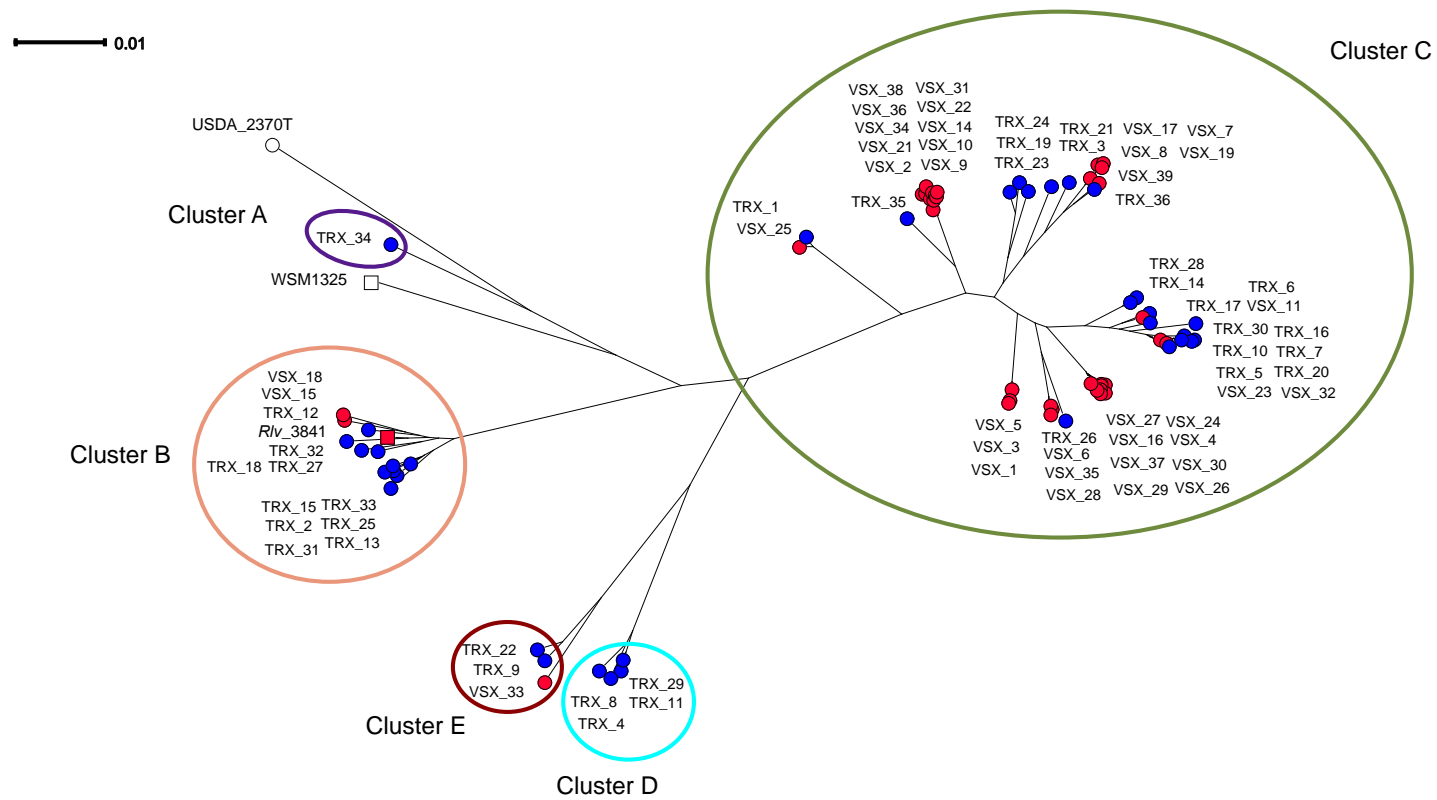 0.01
Cluster C
USDA_2370T
Cluster A
TRX_34
WSM1325
VSX_38 VSX_31
VSX_36 VSX_22
VSX_34 VSX_14
VSX_21 VSX_10
VSX_2 VSX_9
TRX_24 TRX_21 VSX_17 VSX_7
TRX_19 TRX_3 VSX_8 VSX_19
TRX_23 VSX_39
TRX_36
TRX_35
TRX_1
VSX_25
TRX_28
TRX_14
TRX_6
TRX_17 VSX_11
TRX_30 TRX_16
TRX_10 TRX_7
TRX_5 TRX_20
VSX_23 VSX_32
VSX_5
VSX_3
VSX_1
TRX_26
VSX_6
VSX_35
VSX_28
VSX_27 VSX_24
VSX_16 VSX_4
VSX_37 VSX_30
VSX_29 VSX_26
Cluster B
VSX_18
VSX_15
TRX_12
Rlv_3841
TRX_32
TRX_18 TRX_27
TRX_15 TRX_33
TRX_2 TRX_25
TRX_31 TRX_13
TRX_22
TRX_9
VSX_33
Cluster E
TRX_29
TRX_8 TRX_11
TRX_4
Cluster D